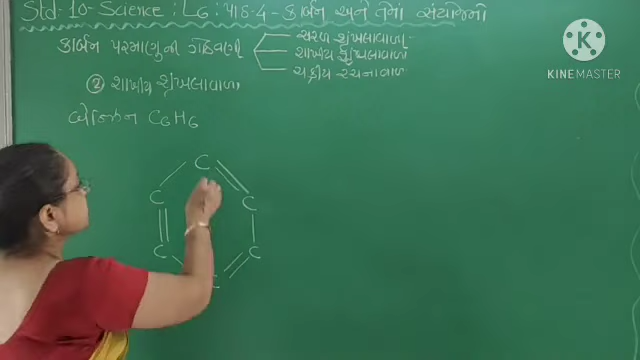 Std-10-Science : L6 : પાઠ-4 - કાર્બન અને તેનાં સંયોજનો
કાર્બન પરમાણુની ગોઠવણી
સરળ શૃંખલાવાળા
શાખીય શૃંખલાવાળાં
ચક્રીય રચનાવાળાં
② શાખીય શૃંખલાવાળા
બેન્ઝિન C6H6
C
C C
C C
C
KINEMASTER